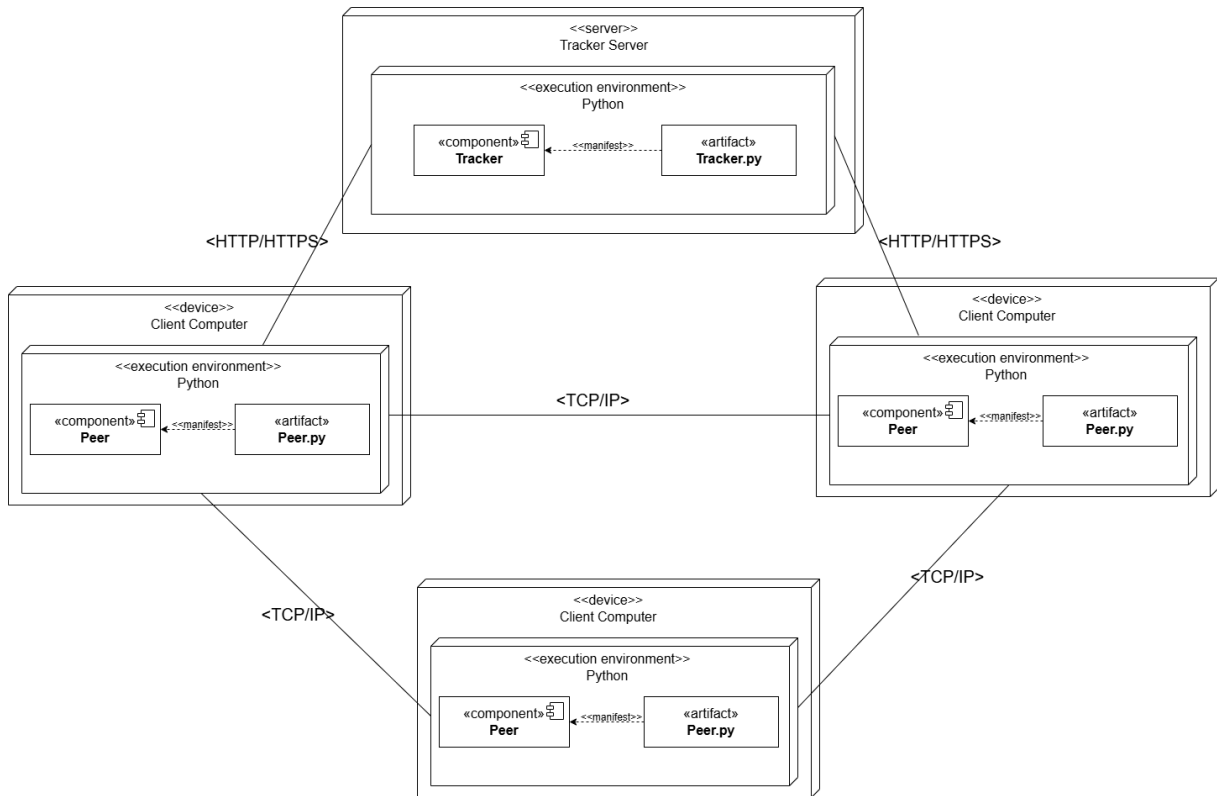 <<server>>
Tracker Server
<<execution environment>>
Python
«component»
Tracker
<<manifest>>
«artifact»
Tracker.py
<HTTP/HTTPS>
<HTTP/HTTPS>
<<device>>
Client Computer
<<execution environment>>
Python
«component»
Peer
<<manifest>>
«artifact»
Peer.py
<TCP/IP>
<<device>>
Client Computer
<<execution environment>>
Python
«component»
Peer
<<manifest>>
«artifact»
Peer.py
<TCP/IP>
<TCP/IP>
<<device>>
Client Computer
<<execution environment>>
Python
«component»
Peer
<<manifest>>
«artifact»
Peer.py